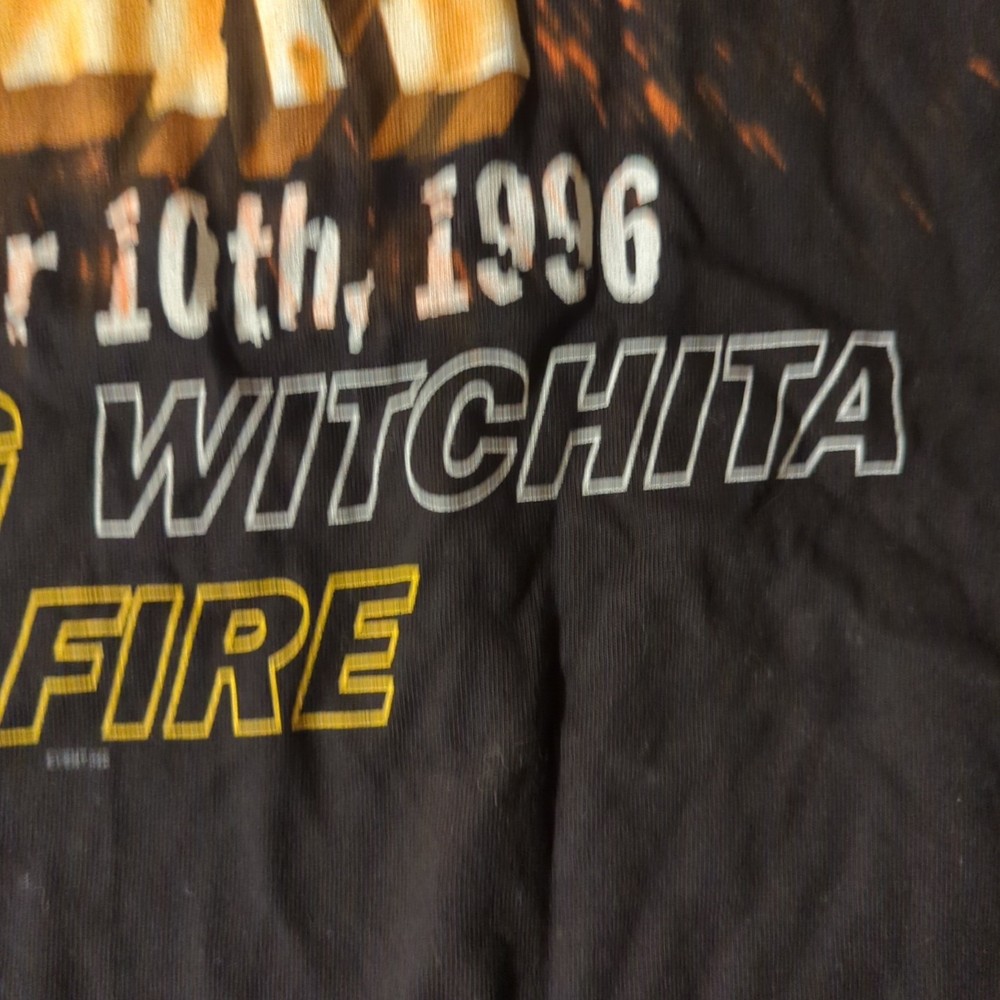 r 10th, 1996
WITCHITA
FIRE